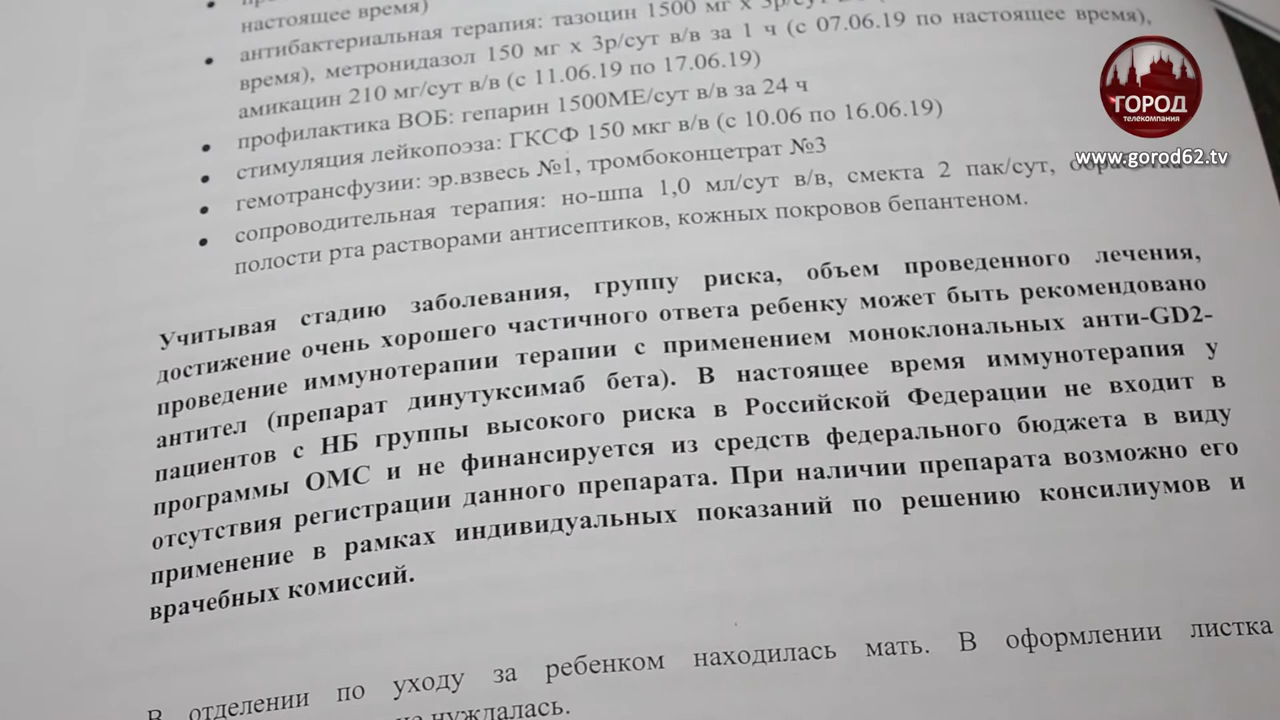 настоящее время)
• антибактериальная терапия: тазоцин 1500 мг х 3р/сут
время), метронидазол 150 мг х 3р/сут в/в за 1 ч (с 07.06.19 по настоящее время),
амикацин 210 мг/сут в/в (с 11.06.19 по 17.06.19)
• профилактика ВОБ: гепарин 1500МЕ/сут в/в за 24 ч
• стимуляция лейкопоэза: ГКСФ 150 мкг в/в (с 10.06 по 16.06.19)
• гемотрансфузии: эр.взвесь №1, тромбоконцетрат №3
• сопроводительная терапия: но-шпа 1,0 мл/сут в/в, смекта 2 пак/сут,
полости рта растворами антисептиков, кожных покровов бепантеном.
Учитывая стадию заболевания, группу риска, объем проведенного лечения,
достижение очень хорошего частичного ответа ребенку может быть рекомендовано
проведение иммунотерапии терапии с применением моноклональных анти-GD2-
антител (препарат динутуксимаб бета). В настоящее время иммунотерапия у
пациентов с НБ группы высокого риска в Российской Федерации не входит в
программы ОМС и не финансируется из средств федерального бюджета в виду
отсутствия регистрации данного препарата. При наличии препарата возможно его
применение в рамках индивидуальных показаний по решению консилиумов и
врачебных комиссий.
В отделении по уходу за ребенком находилась мать. В оформлении листка
не нуждалась.
ГОРОД
телекомпания
www.gorod62.tv